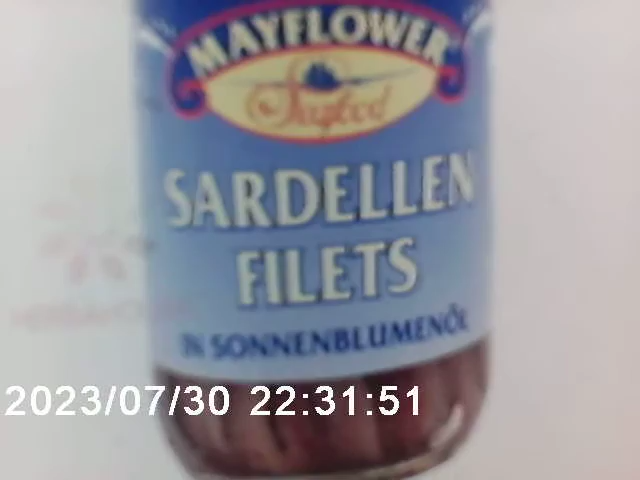 MAYFLOWER
Seafood
SARDELLEN
FILETS
IN SONNENBLUMENÖL
2023/07/30 22:31:51